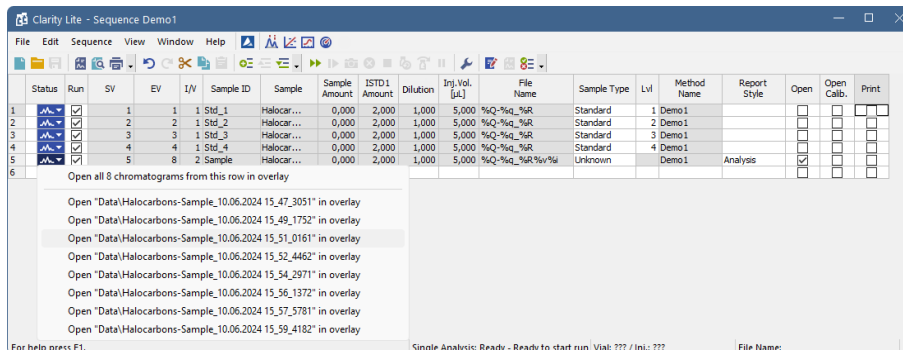 Clarity Lite - Sequence Demo1
File Edit Sequence View Window Help
Status Run SV EV I/V Sample ID Sample Sample Amount ISTD1 Amount Dilution Inj.Vol. [µL] File Name Sample Type Lvl Method Name Report Style Open Open Calib. Print
1 1 1 1 Std_1 Halocar... 0,000 2,000 1,000 5,000 %Q-%q_%R Standard 1 Demo1
2 2 2 1 Std_2 Halocar... 0,000 2,000 1,000 5,000 %Q-%q_%R Standard 2 Demo1
3 3 3 1 Std_3 Halocar... 0,000 2,000 1,000 5,000 %Q-%q_%R Standard 3 Demo1
4 4 4 1 Std_4 Halocar... 0,000 2,000 1,000 5,000 %Q-%q_%R Standard 4 Demo1
5 5 8 2 Sample Halocar... 0,000 2,000 1,000 5,000 %Q-%q_%R%v%i Unknown Demo1 Analysis
6
Open all 8 chromatograms from this row in overlay
Open "Data\Halocarbons-Sample_10.06.2024 15_47_3051" in overlay
Open "Data\Halocarbons-Sample_10.06.2024 15_49_1752" in overlay
Open "Data\Halocarbons-Sample_10.06.2024 15_51_0161" in overlay
Open "Data\Halocarbons-Sample_10.06.2024 15_52_4462" in overlay
Open "Data\Halocarbons-Sample_10.06.2024 15_54_2971" in overlay
Open "Data\Halocarbons-Sample_10.06.2024 15_56_1372" in overlay
Open "Data\Halocarbons-Sample_10.06.2024 15_57_5781" in overlay
Open "Data\Halocarbons-Sample_10.06.2024 15_59_4182" in overlay
For help press F1. Single Analysis: Ready - Ready to start run Vial: ??? / Inj.: ??? File Name: